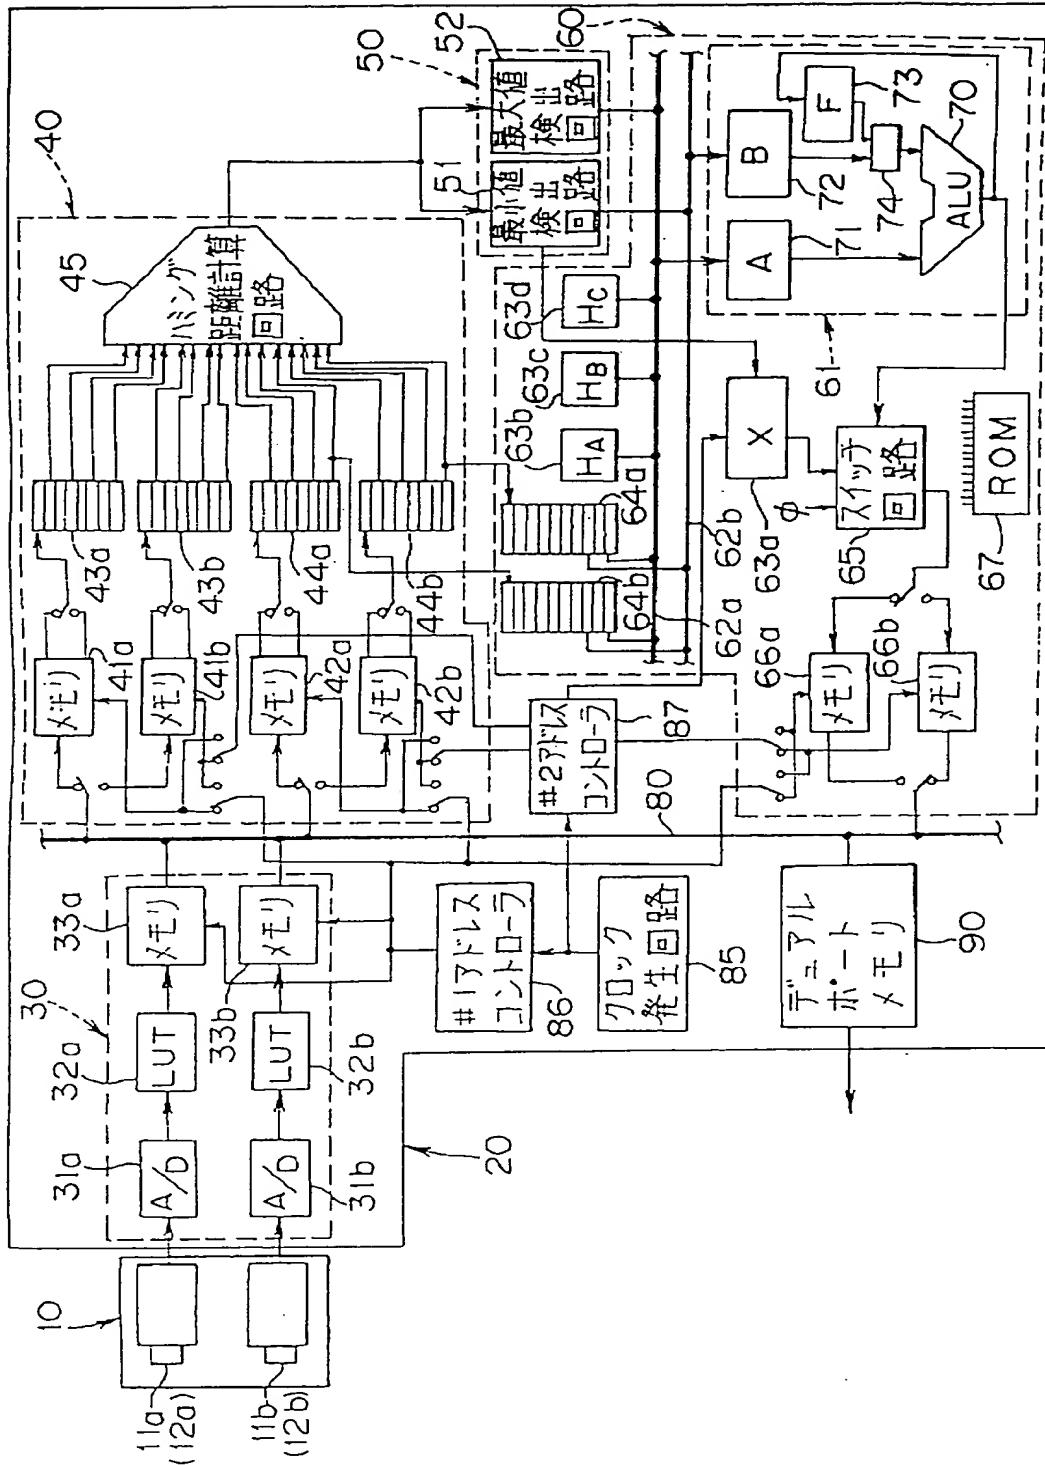 10
11a
(12a)
11b
(12b)
20
30
31a
A/D
31b
A/D
32a
LUT
32b
LUT
33a
メモリ
33b
メモリ
40
41a
メモリ
41b
メモリ
42a
メモリ
42b
メモリ
43a
43b
44a
44b
45
ハミング
距離計算
回路
50
51
最小値
検出
回路
52
最大値
検出
回路
60
61
62a
62b
63a
X
63b
HA
63c
HB
63d
HC
64a
64b
65
スイッチ
回路
φ
66a
メモリ
66b
メモリ
67
ROM
70
ALU
71
A
72
B
73
F
74
80
85
クロック
発生回路
86
#1アドレス
コントローラ
87
#2アドレス
コントローラ
90
デュアル
ポート
メモリ